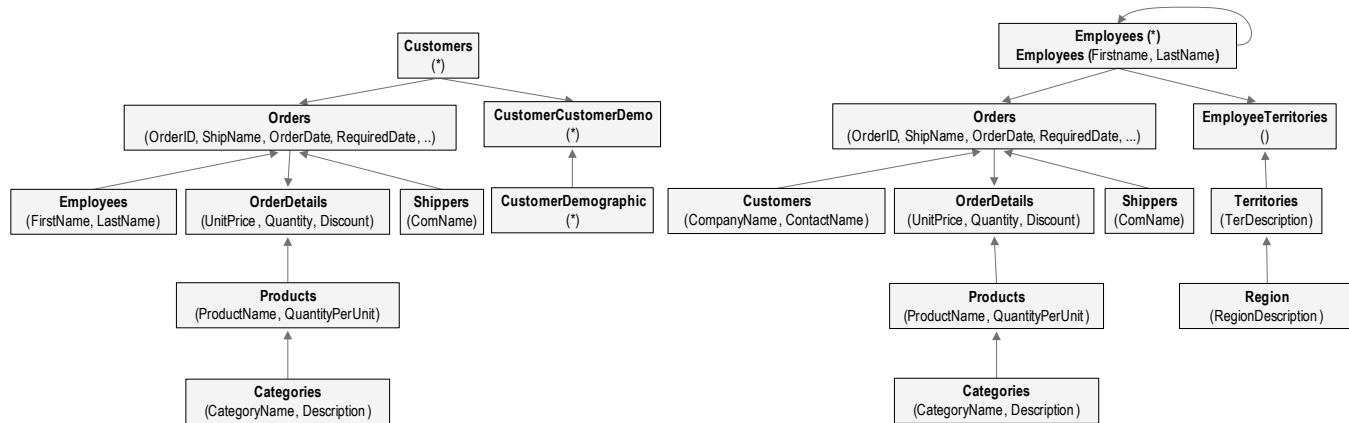 Customers
(*)
Orders
(OrderID, ShipName, OrderDate, RequiredDate, ..)
CustomerCustomerDemo
(*)
Employees
(FirstName, LastName)
OrderDetails
(UnitPrice, Quantity, Discount)
Shippers
(ComName)
CustomerDemographic
(*)
Products
(ProductName, QuantityPerUnit)
Categories
(CategoryName, Description)
Employees (*)
Employees (Firstname, LastName)
Orders
(OrderID, ShipName, OrderDate, RequiredDate, ...)
EmployeeTerritories
()
Customers
(CompanyName, ContactName)
OrderDetails
(UnitPrice, Quantity, Discount)
Shippers
(ComName)
Territories
(TerDescription)
Products
(ProductName, QuantityPerUnit)
Region
(RegionDescription)
Categories
(CategoryName, Description)